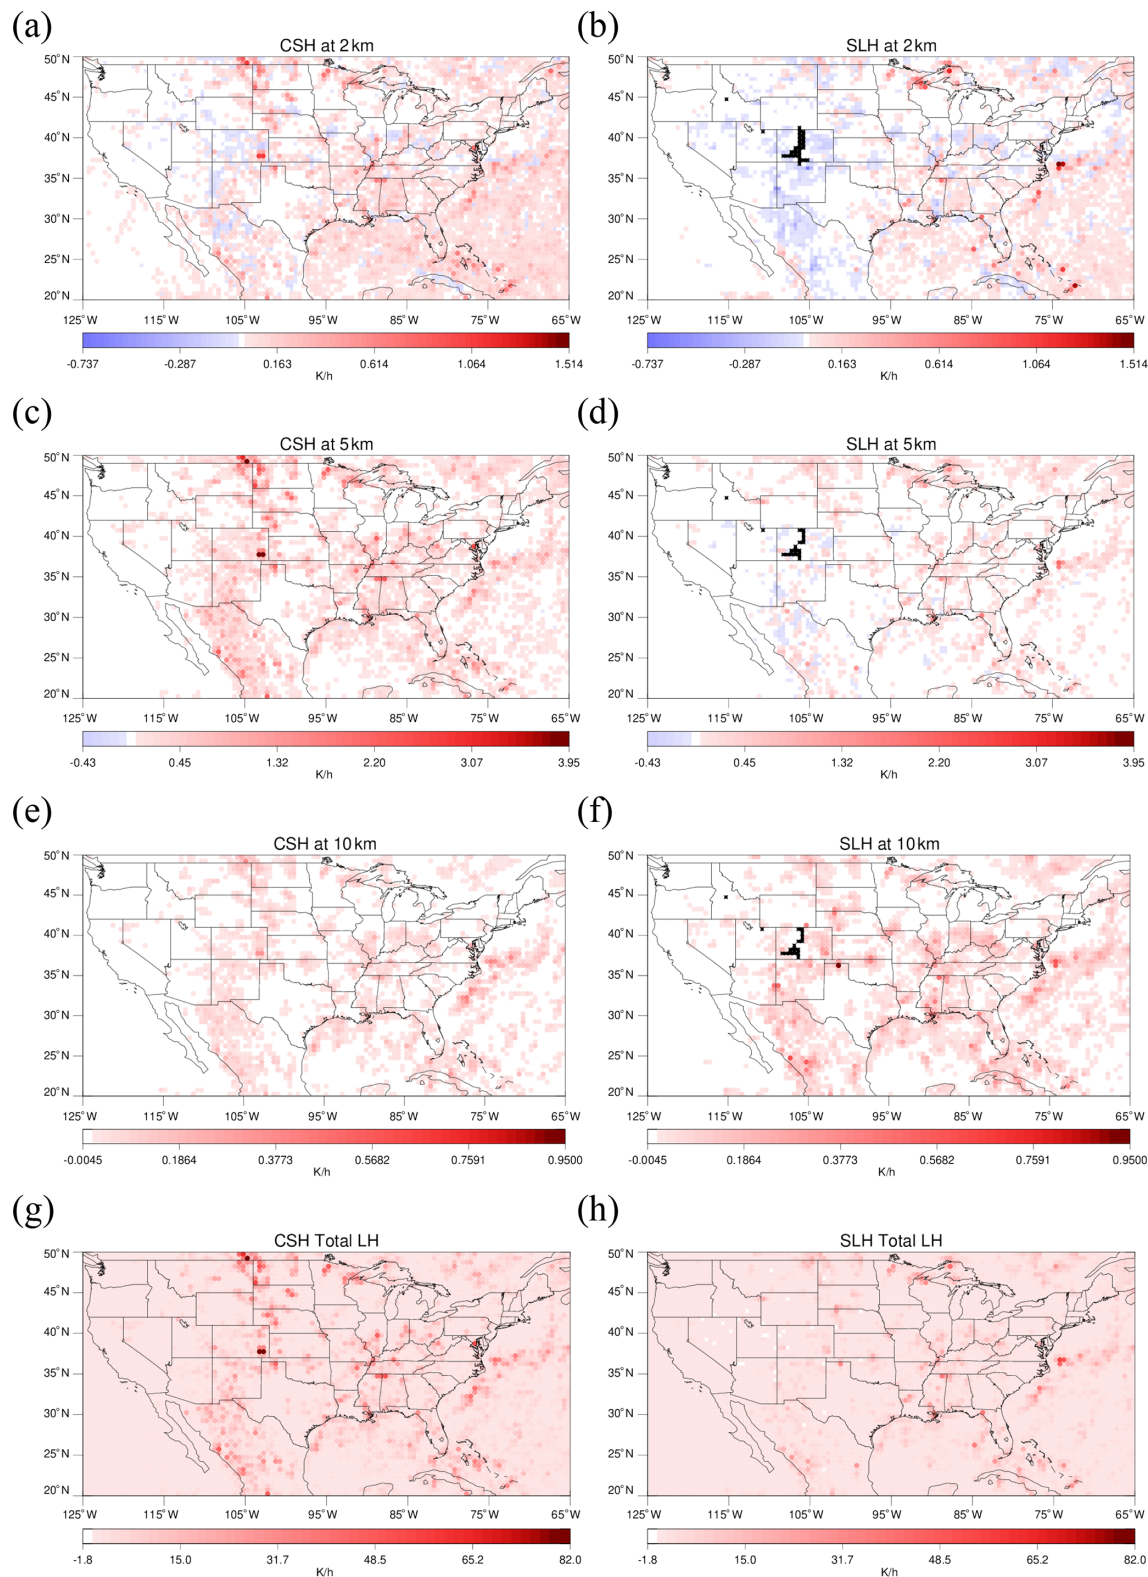 (a)
(b)
CSH at 2 km
SLH at 2 km
50°N
45°N
40°N
35°N
30°N
25°N
20°N
125°W 115°W 105°W 95°W 85°W 75°W 65°W
-0.737 -0.287 0.163 0.614 1.064 1.514
K/h
50°N
45°N
40°N
35°N
30°N
25°N
20°N
125°W 115°W 105°W 95°W 85°W 75°W 65°W
-0.737 -0.287 0.163 0.614 1.064 1.514
K/h
(c)
(d)
CSH at 5 km
SLH at 5 km
50°N
45°N
40°N
35°N
30°N
25°N
20°N
125°W 115°W 105°W 95°W 85°W 75°W 65°W
-0.43 0.45 1.32 2.20 3.07 3.95
K/h
50°N
45°N
40°N
35°N
30°N
25°N
20°N
125°W 115°W 105°W 95°W 85°W 75°W 65°W
-0.43 0.45 1.32 2.20 3.07 3.95
K/h
(e)
(f)
CSH at 10 km
SLH at 10 km
50°N
45°N
40°N
35°N
30°N
25°N
20°N
125°W 115°W 105°W 95°W 85°W 75°W 65°W
-0.0045 0.1864 0.3773 0.5682 0.7591 0.9500
K/h
50°N
45°N
40°N
35°N
30°N
25°N
20°N
125°W 115°W 105°W 95°W 85°W 75°W 65°W
-0.0045 0.1864 0.3773 0.5682 0.7591 0.9500
K/h
(g)
(h)
CSH Total LH
SLH Total LH
50°N
45°N
40°N
35°N
30°N
25°N
20°N
125°W 115°W 105°W 95°W 85°W 75°W 65°W
-1.8 15.0 31.7 48.5 65.2 82.0
K/h
50°N
45°N
40°N
35°N
30°N
25°N
20°N
125°W 115°W 105°W 95°W 85°W 75°W 65°W
-1.8 15.0 31.7 48.5 65.2 82.0
K/h